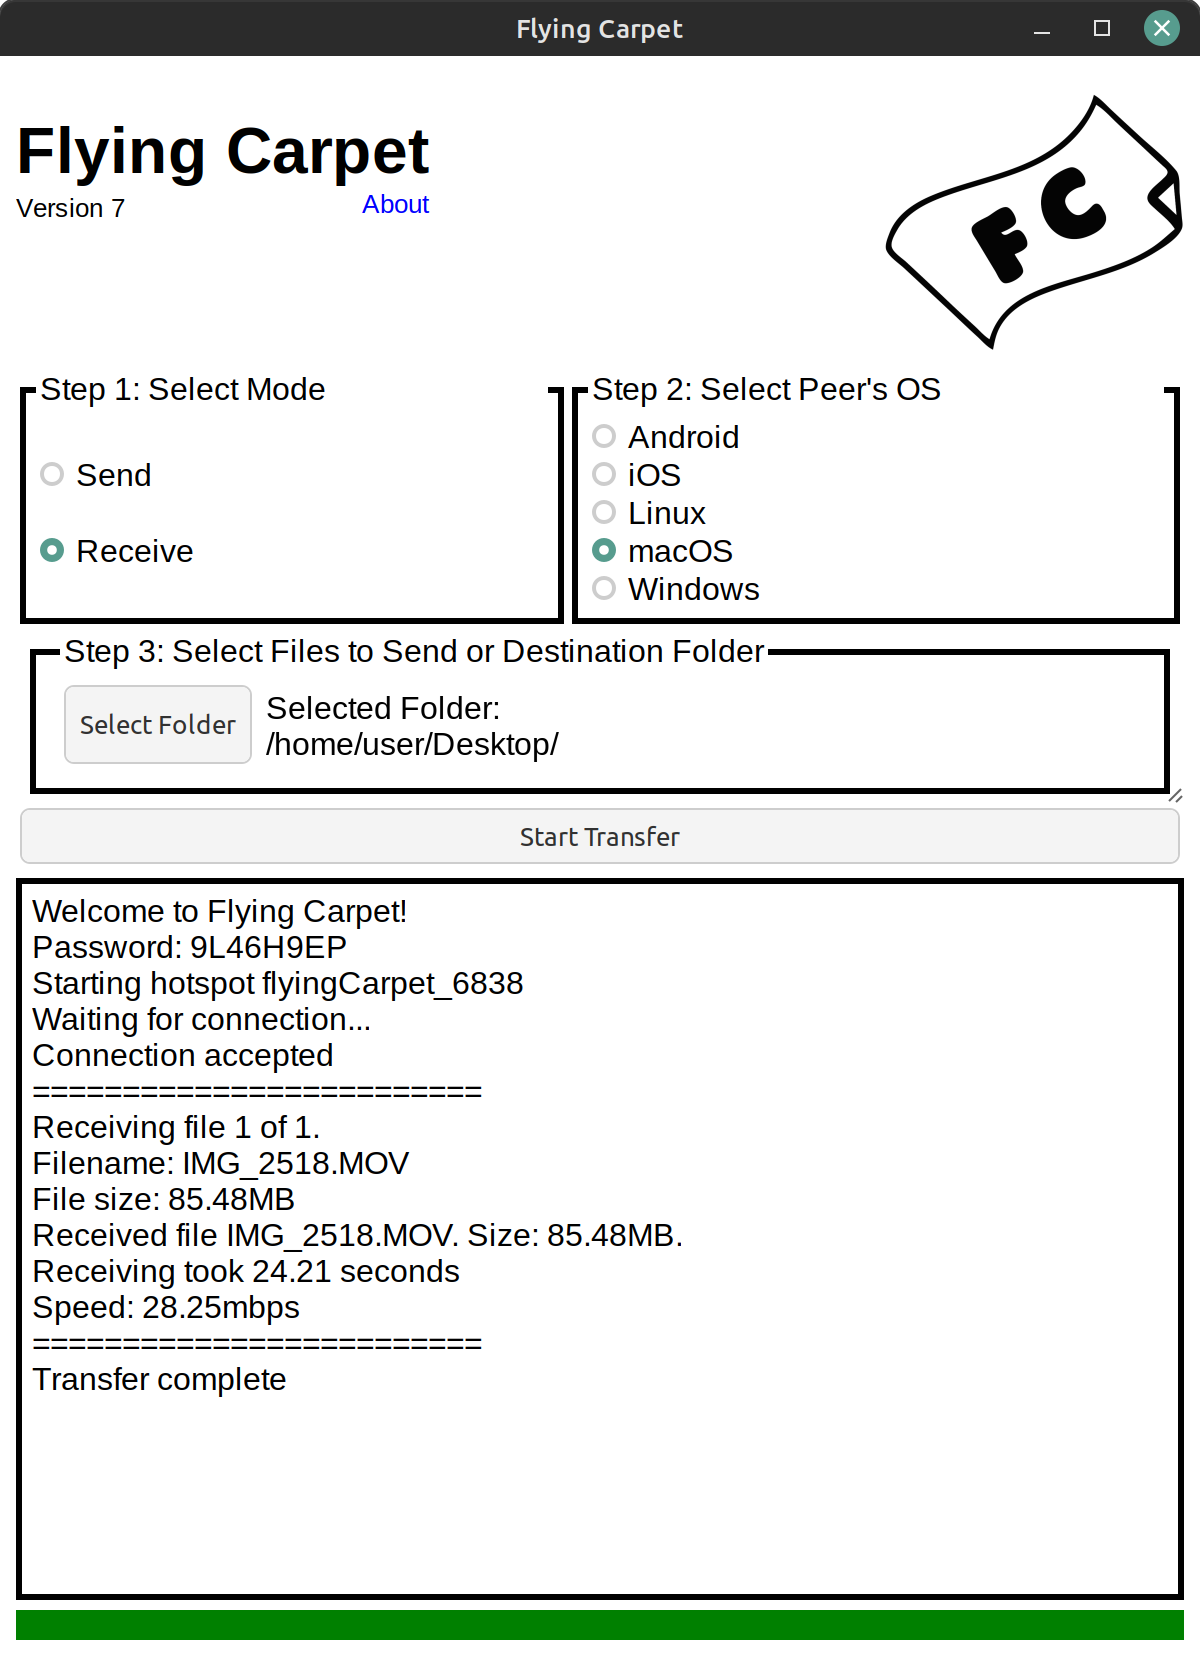 Flying Carpet
Flying Carpet
Version 7
About
FC
Step 1: Select Mode
Send
Receive
Step 2: Select Peer's OS
Android
iOS
Linux
macOS
Windows
Step 3: Select Files to Send or Destination Folder
Select Folder
Selected Folder:
/home/user/Desktop/
Start Transfer
Welcome to Flying Carpet!
Password: 9L46H9EP
Starting hotspot flyingCarpet_6838
Waiting for connection...
Connection accepted
=========================
Receiving file 1 of 1.
Filename: IMG_2518.MOV
File size: 85.48MB
Received file IMG_2518.MOV. Size: 85.48MB.
Receiving took 24.21 seconds
Speed: 28.25mbps
=========================
Transfer complete